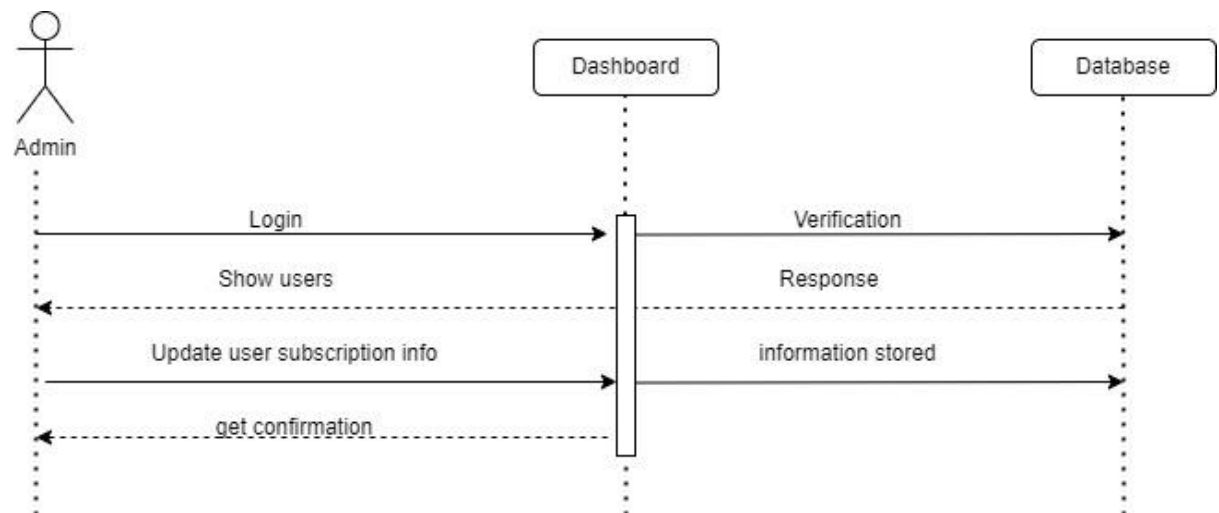 Dashboard
Database
Admin
Login
Verification
Show users
Response
Update user subscription info
information stored
get confirmation